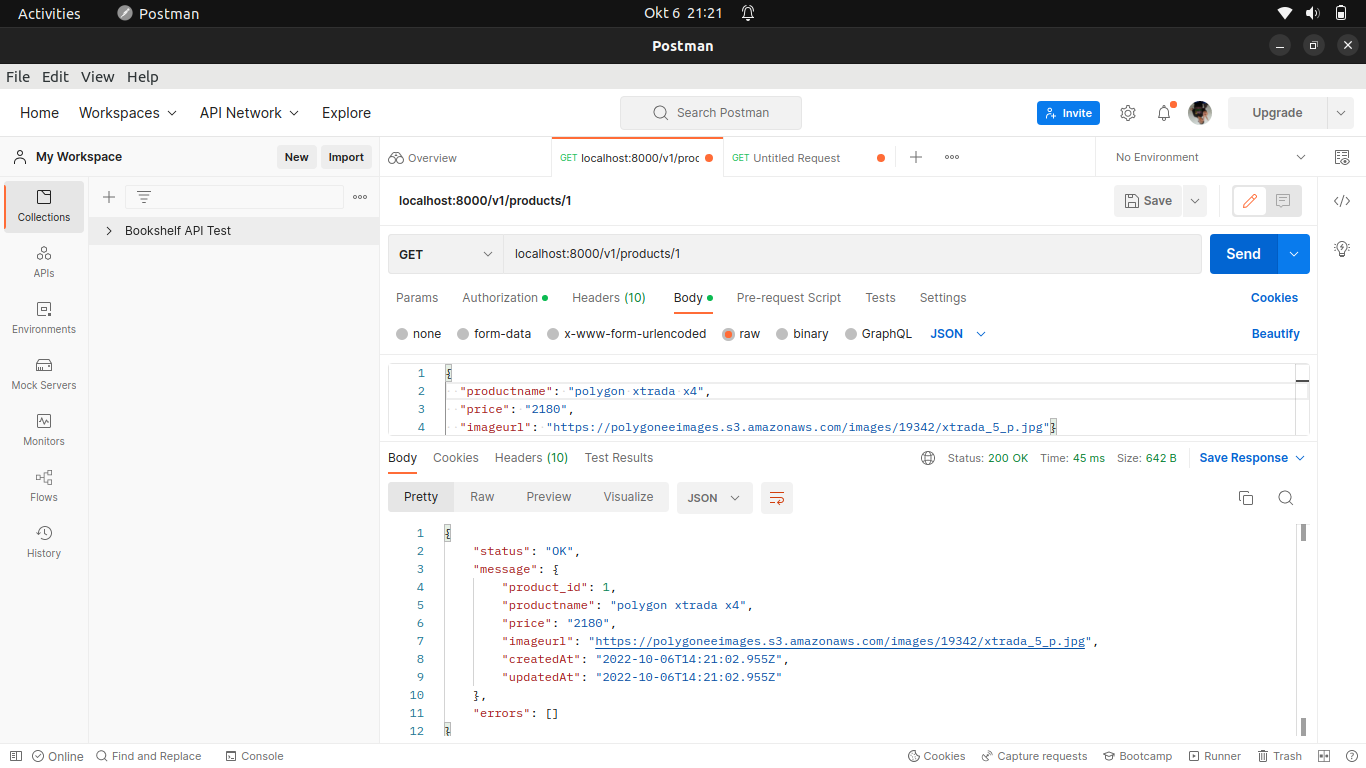 Activities Postman Okt 6 21:21
Postman
File Edit View Help
Home Workspaces API Network Explore Search Postman Invite Upgrade
My Workspace New Import Overview GET localhost:8000/v1/proc GET Untitled Request No Environment
localhost:8000/v1/products/1 Save
Collections
Bookshelf API Test
APIs
Environments
Mock Servers
Monitors
Flows
History
GET localhost:8000/v1/products/1 Send
Params Authorization Headers (10) Body Pre-request Script Tests Settings Cookies
none form-data x-www-form-urlencoded raw binary GraphQL JSON Beautify
1 {
2 "productname": "polygon xtrada x4",
3 "price": "2180",
4 "imageurl": "https://polygoneeimages.s3.amazonaws.com/images/19342/xtrada_5_p.jpg"}
Body Cookies Headers (10) Test Results Status: 200 OK Time: 45 ms Size: 642 B Save Response
Pretty Raw Preview Visualize JSON
1 {
2 "status": "OK",
3 "message": {
4 "product_id": 1,
5 "productname": "polygon xtrada x4",
6 "price": "2180",
7 "imageurl": "https://polygoneeimages.s3.amazonaws.com/images/19342/xtrada_5_p.jpg",
8 "createdAt": "2022-10-06T14:21:02.955Z",
9 "updatedAt": "2022-10-06T14:21:02.955Z"
10 },
11 "errors": []
12 }
Online Find and Replace Console Cookies Capture requests Bootcamp Runner Trash